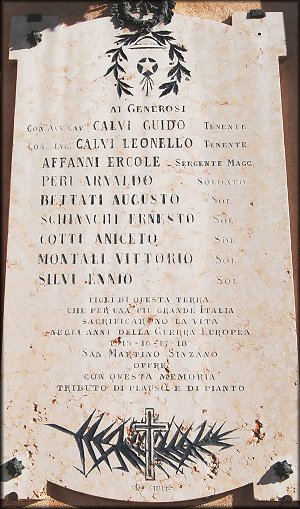 AI GENEROSI
CON. AVV. CAV. CALVI GUIDO TENENTE
CON. ING. CALVI LEONELLO TENENTE
AFFANNI ERCOLE SERGENTE MAGG.
PERI ARNALDO SOLDATO
BETTATI AUGUSTO SOL.
SCHIANCHI ERNESTO SOL.
GOTTI ANICETO SOL.
MONTALI VITTORIO SOL.
SILVI ENNIO SOL.
FIGLI DI QUESTA TERRA
CHE PER UNA PIÙ GRANDE ITALIA
SACRIFICARONO LA VITA
NEGLI ANNI DELLA GUERRA EUROPEA
1915-16-17-18
SAN MARTINO SINZANO
OFFRE
CON QUESTA MEMORIA
TRIBUTO DI PLAUSO E DI PIANTO